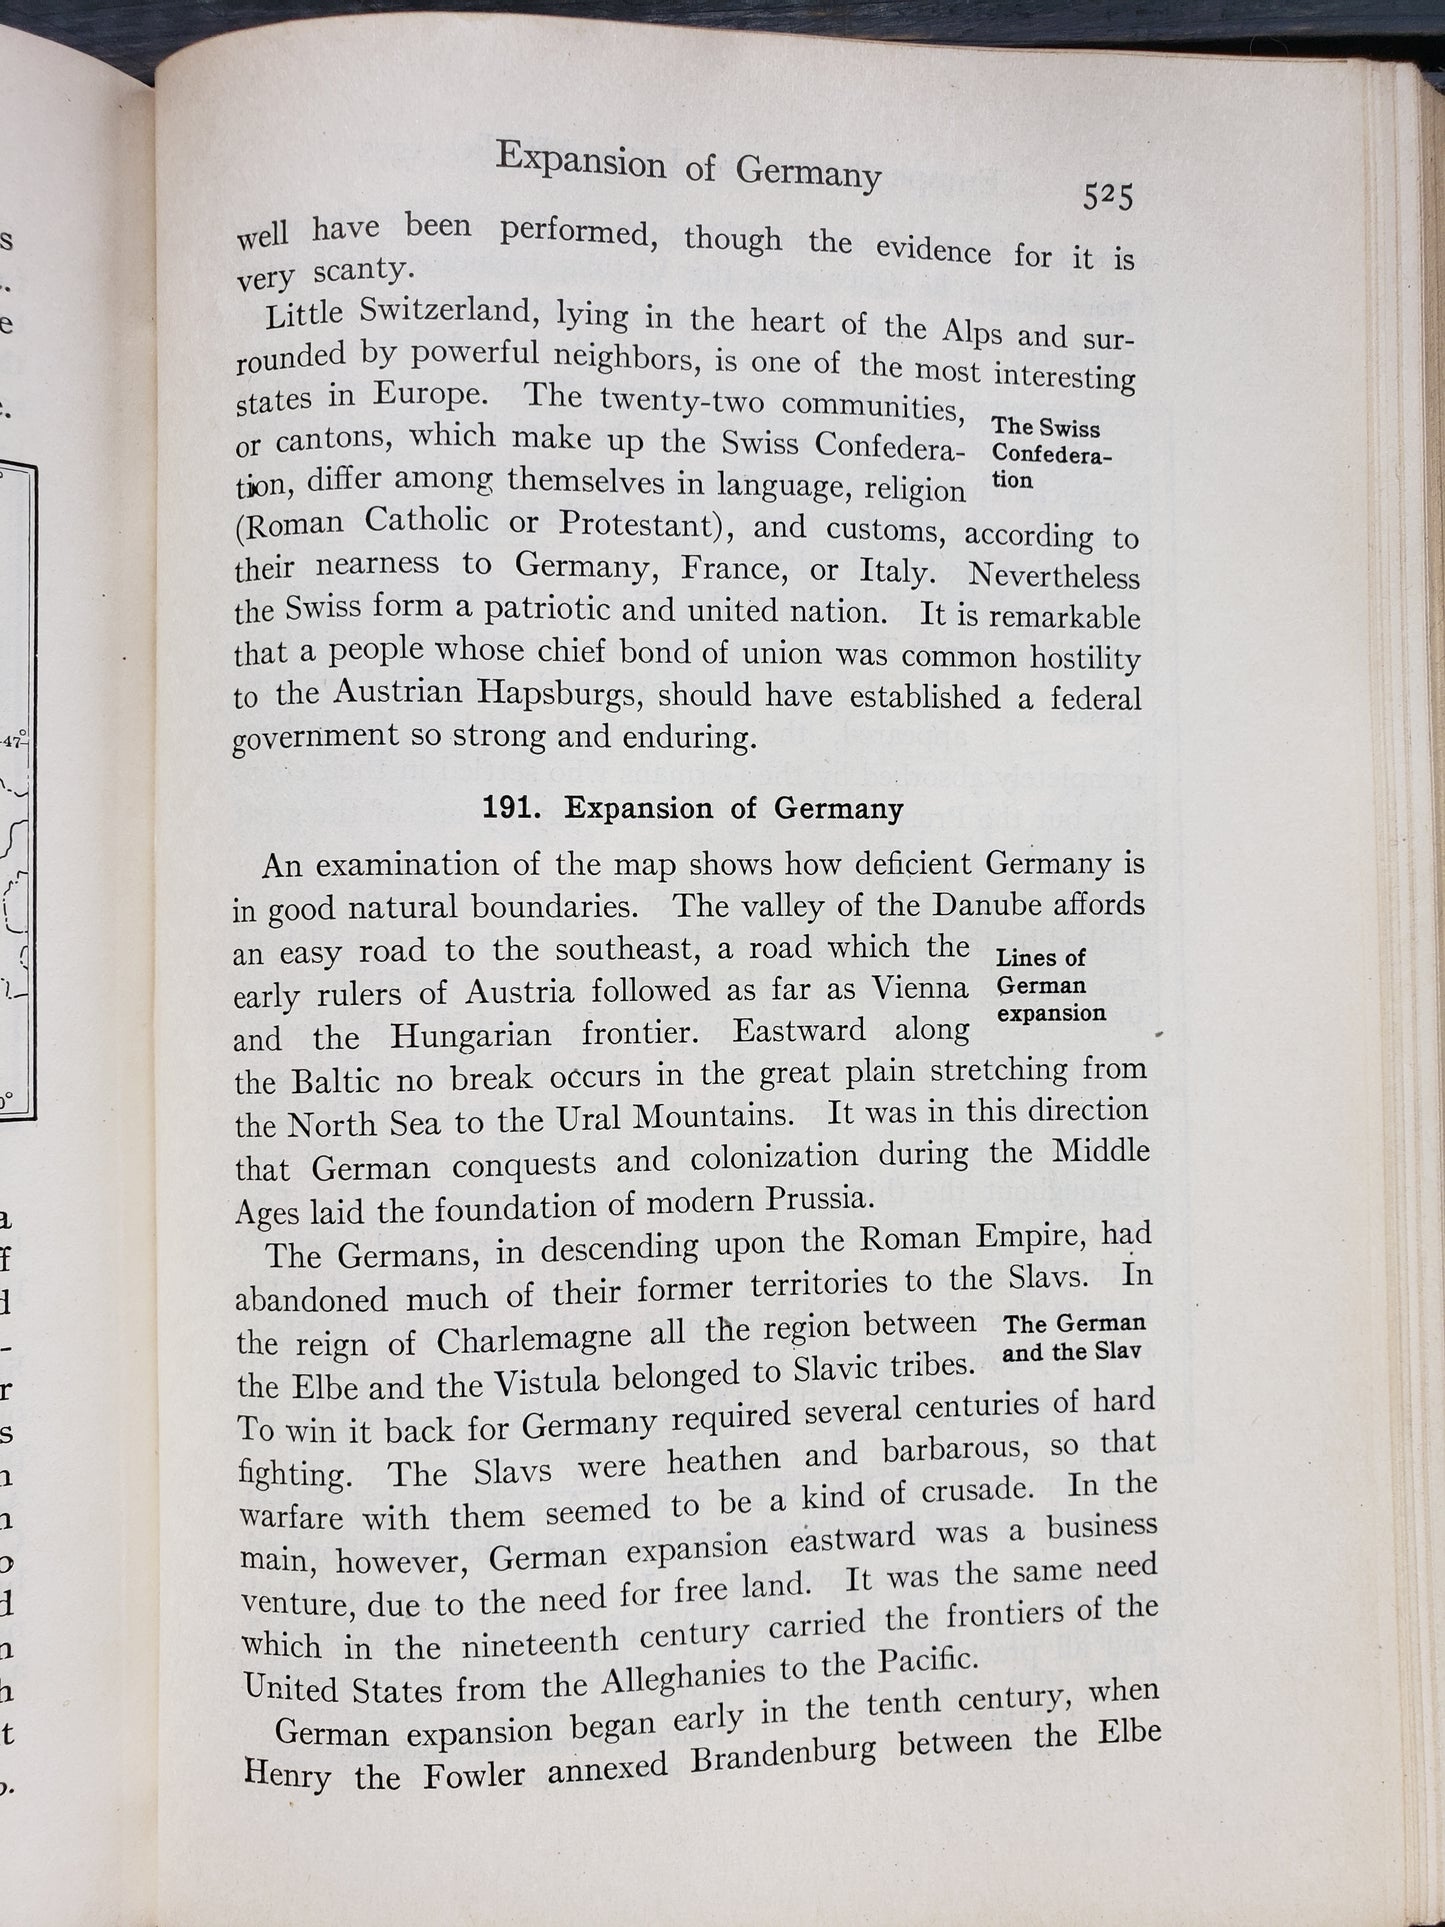 Expansion of Germany
525
well have been performed, though the evidence for it is
very scanty.
Little Switzerland, lying in the heart of the Alps and sur-
rounded by powerful neighbors, is one of the most interesting
states in Europe. The twenty-two communities,
or cantons, which make up the Swiss Confedera-
tion, differ among themselves in language, religion
The Swiss
Confedera-
tion
(Roman Catholic or Protestant), and customs, according to
their nearness to Germany, France, or Italy. Nevertheless
the Swiss form a patriotic and united nation. It is remarkable
that a people whose chief bond of union was common hostility
to the Austrian Hapsburgs, should have established a federal
government so strong and enduring.
191. Expansion of Germany
An examination of the map shows how deficient Germany is
in good natural boundaries. The valley of the Danube affords
an easy road to the southeast, a road which the
early rulers of Austria followed as far as Vienna
and the Hungarian frontier. Eastward along
Lines of
German
expansion
the Baltic no break occurs in the great plain stretching from
the North Sea to the Ural Mountains. It was in this direction
that German conquests and colonization during the Middle
Ages laid the foundation of modern Prussia.
The Germans, in descending upon the Roman Empire, had
abandoned much of their former territories to the Slavs. In
the reign of Charlemagne all the region between
the Elbe and the Vistula belonged to Slavic tribes.
The German
and the Slav
To win it back for Germany required several centuries of hard
fighting. The Slavs were heathen and barbarous, so that
warfare with them seemed to be a kind of crusade. In the
main, however, German expansion eastward was a business
venture, due to the need for free land. It was the same need
which in the nineteenth century carried the frontiers of the
United States from the Alleghanies to the Pacific.
German expansion began early in the tenth century, when
Henry the Fowler annexed Brandenburg between the Elbe